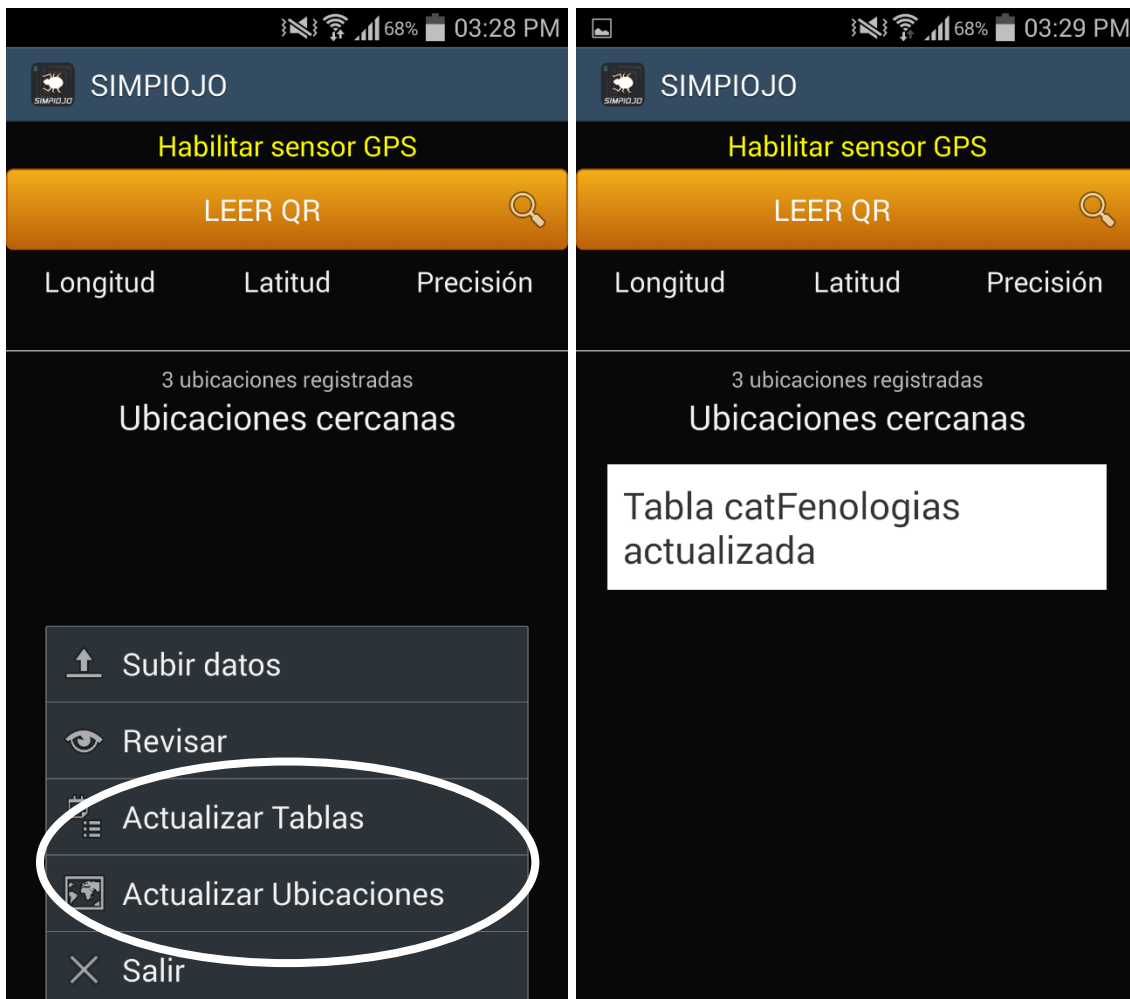 68% 03:28 PM
SIMPIOJO
SIMPIOJO
Habilitar sensor GPS
LEER QR
Longitud Latitud Precisión
3 ubicaciones registradas
Ubicaciones cercanas
Subir datos
Revisar
Actualizar Tablas
Actualizar Ubicaciones
Salir
68% 03:29 PM
SIMPIOJO
SIMPIOJO
Habilitar sensor GPS
LEER QR
Longitud Latitud Precisión
3 ubicaciones registradas
Ubicaciones cercanas
Tabla catFenologias
actualizada